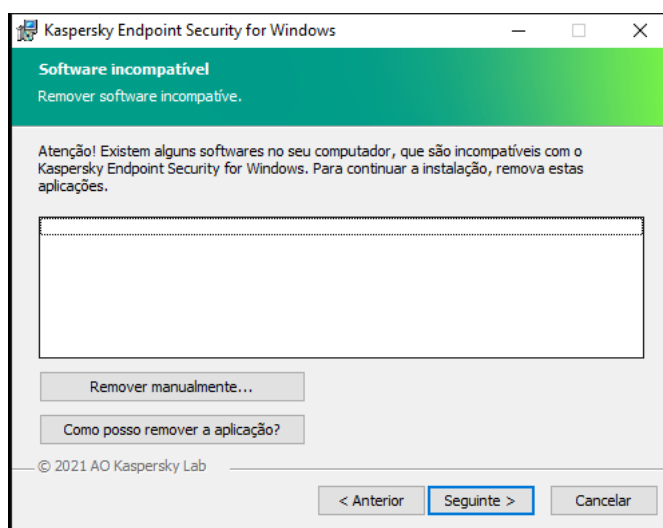 Kaspersky Endpoint Security for Windows
Software incompatível
Remover software incompatíve.
Atenção! Existem alguns softwares no seu computador, que são incompatíveis com o
Kaspersky Endpoint Security for Windows. Para continuar a instalação, remova estas
aplicações.
Remover manualmente...
Como posso remover a aplicação?
© 2021 AO Kaspersky Lab
< Anterior
Seguinte >
Cancelar